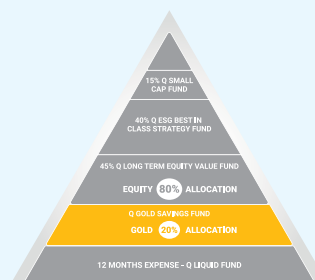 15% Q SMALL
CAP FUND
40% Q ESG BEST IN
CLASS STRATEGY FUND
45% Q LONG TERM EQUITY VALUE FUND
EQUITY 80% ALLOCATION
Q GOLD SAVINGS FUND
GOLD 20% ALLOCATION
12 MONTHS EXPENSE - Q LIQUID FUND